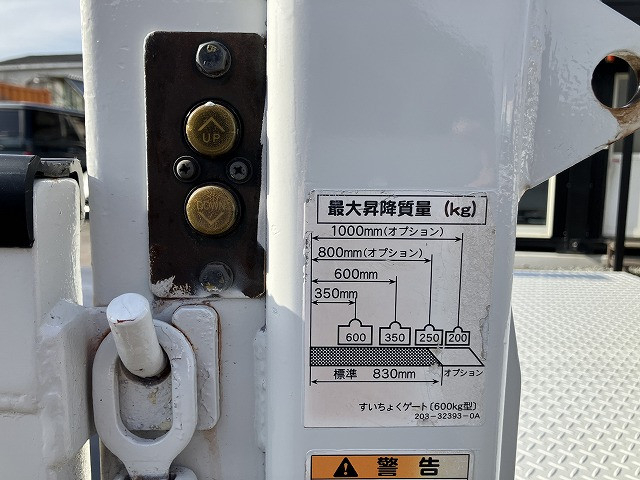 UP
DOWN
最大昇降質量 (kg)
1000mm(オプション)
800mm(オプション)
600mm
350mm
600 350 250 200
標準 830mm オプション
すいちょくゲート〔600kg型〕
203-32393-0A
警告